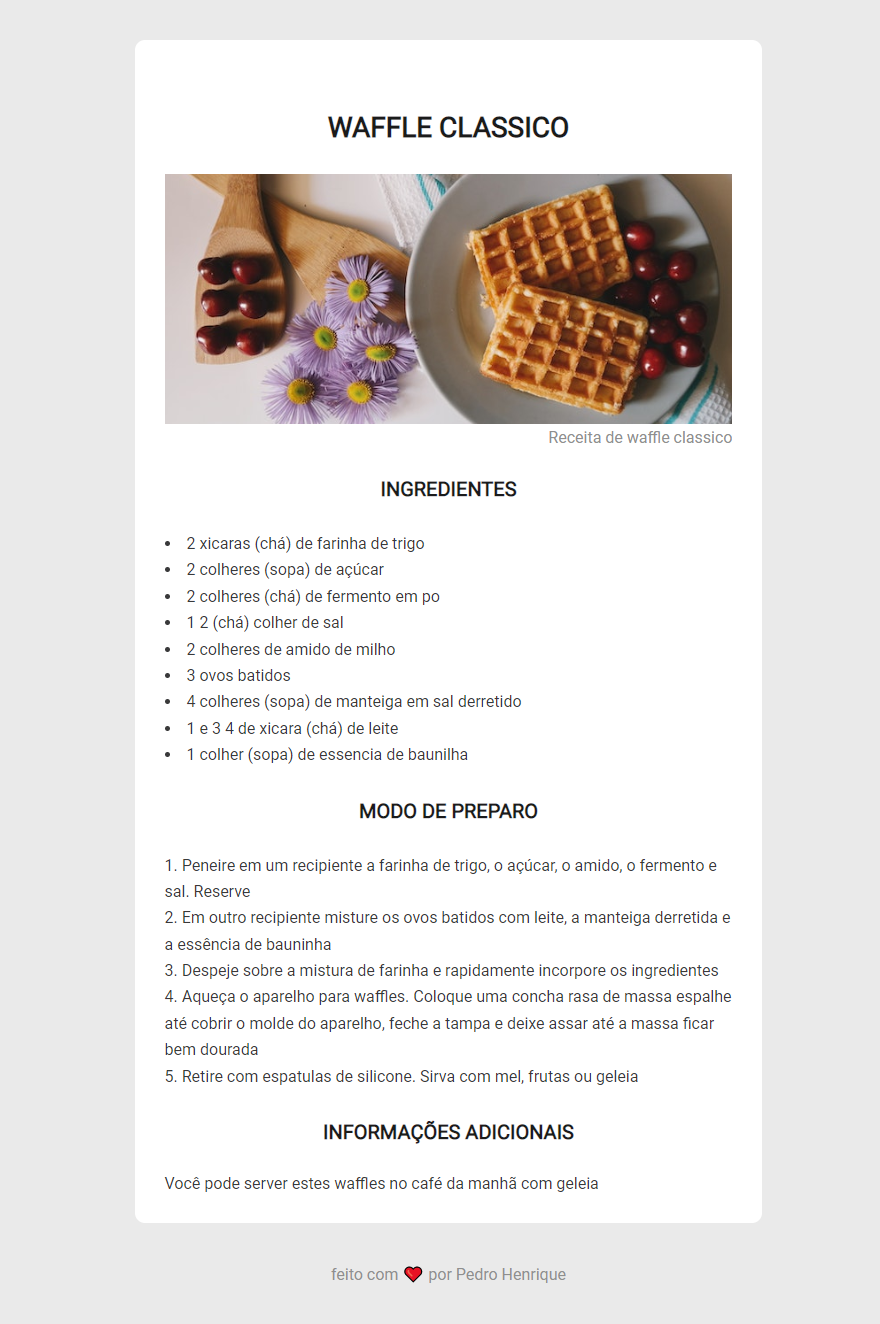 WAFFLE CLASSICO
Receita de waffle classico
INGREDIENTES
• 2 xicaras (chá) de farinha de trigo
• 2 colheres (sopa) de açúcar
• 2 colheres (chá) de fermento em po
• 1 2 (chá) colher de sal
• 2 colheres de amido de milho
• 3 ovos batidos
• 4 colheres (sopa) de manteiga em sal derretido
• 1 e 3 4 de xicara (chá) de leite
• 1 colher (sopa) de essencia de baunilha
MODO DE PREPARO
1. Peneire em um recipiente a farinha de trigo, o açúcar, o amido, o fermento e
sal. Reserve
2. Em outro recipiente misture os ovos batidos com leite, a manteiga derretida e
a essência de bauninha
3. Despeje sobre a mistura de farinha e rapidamente incorpore os ingredientes
4. Aqueça o aparelho para waffles. Coloque uma concha rasa de massa espalhe
até cobrir o molde do aparelho, feche a tampa e deixe assar até a massa ficar
bem dourada
5. Retire com espatulas de silicone. Sirva com mel, frutas ou geleia
INFORMAÇÕES ADICIONAIS
Você pode server estes waffles no café da manhã com geleia
feito com ❤ por Pedro Henrique